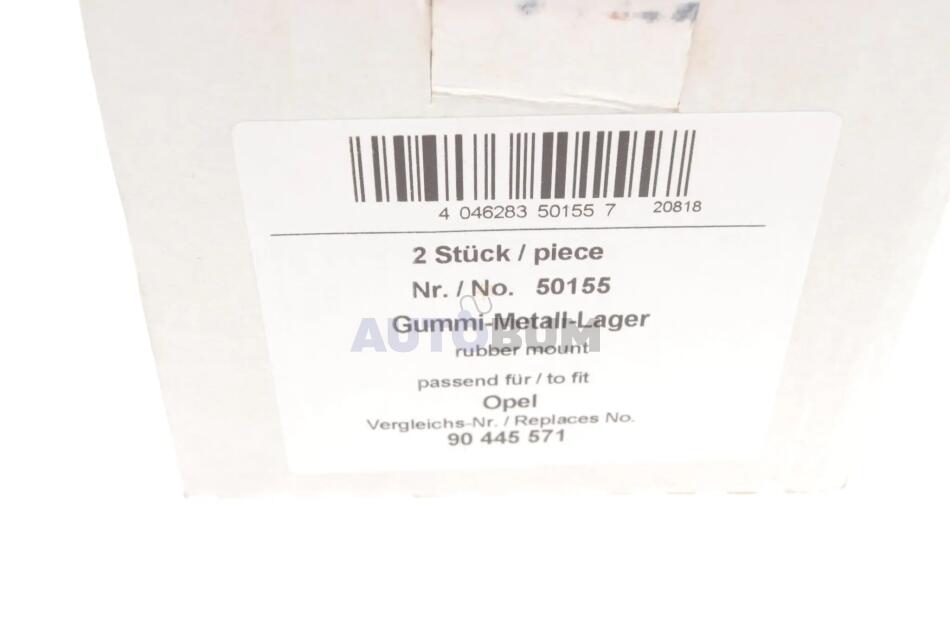 4 046283 50155 7
20818
2 Stück / piece
Nr. / No. 50155
Gummi-Metall-Lager
AUTOBUM
rubber mount
passend für / to fit
Opel
Vergleichs-Nr. / Replaces No.
90 445 571